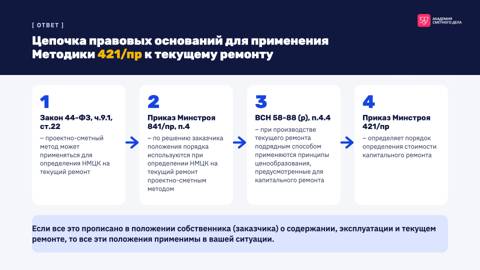 [ ОТВЕТ ]
АКАДЕМИЯ
СМЕТНОГО ДЕЛА
Цепочка правовых оснований для применения
Методики 421/пр к текущему ремонту
1
Закон 44-ФЗ, ч.9.1,
ст.22
– проектно-сметный
метод может
применяться для
определения НМЦК на
текущий ремонт
2
Приказ Минстроя
841/пр, п.4
– по решению заказчика
положения порядка
используются при
определении НМЦК на
текущий ремонт
проектно-сметным
методом
3
ВСН 58-88 (р), п.4.4
– при производстве
текущего ремонта
подрядным способом
применяются принципы
ценообразования,
предусмотренные для
капитального ремонта
4
Приказ Минстроя
421/пр
– определяет порядок
определения стоимости
капитального ремонта
Если все это прописано в положении собственника (заказчика) о содержании, эксплуатации и текущем
ремонте, то все эти положения применимы в вашей ситуации.